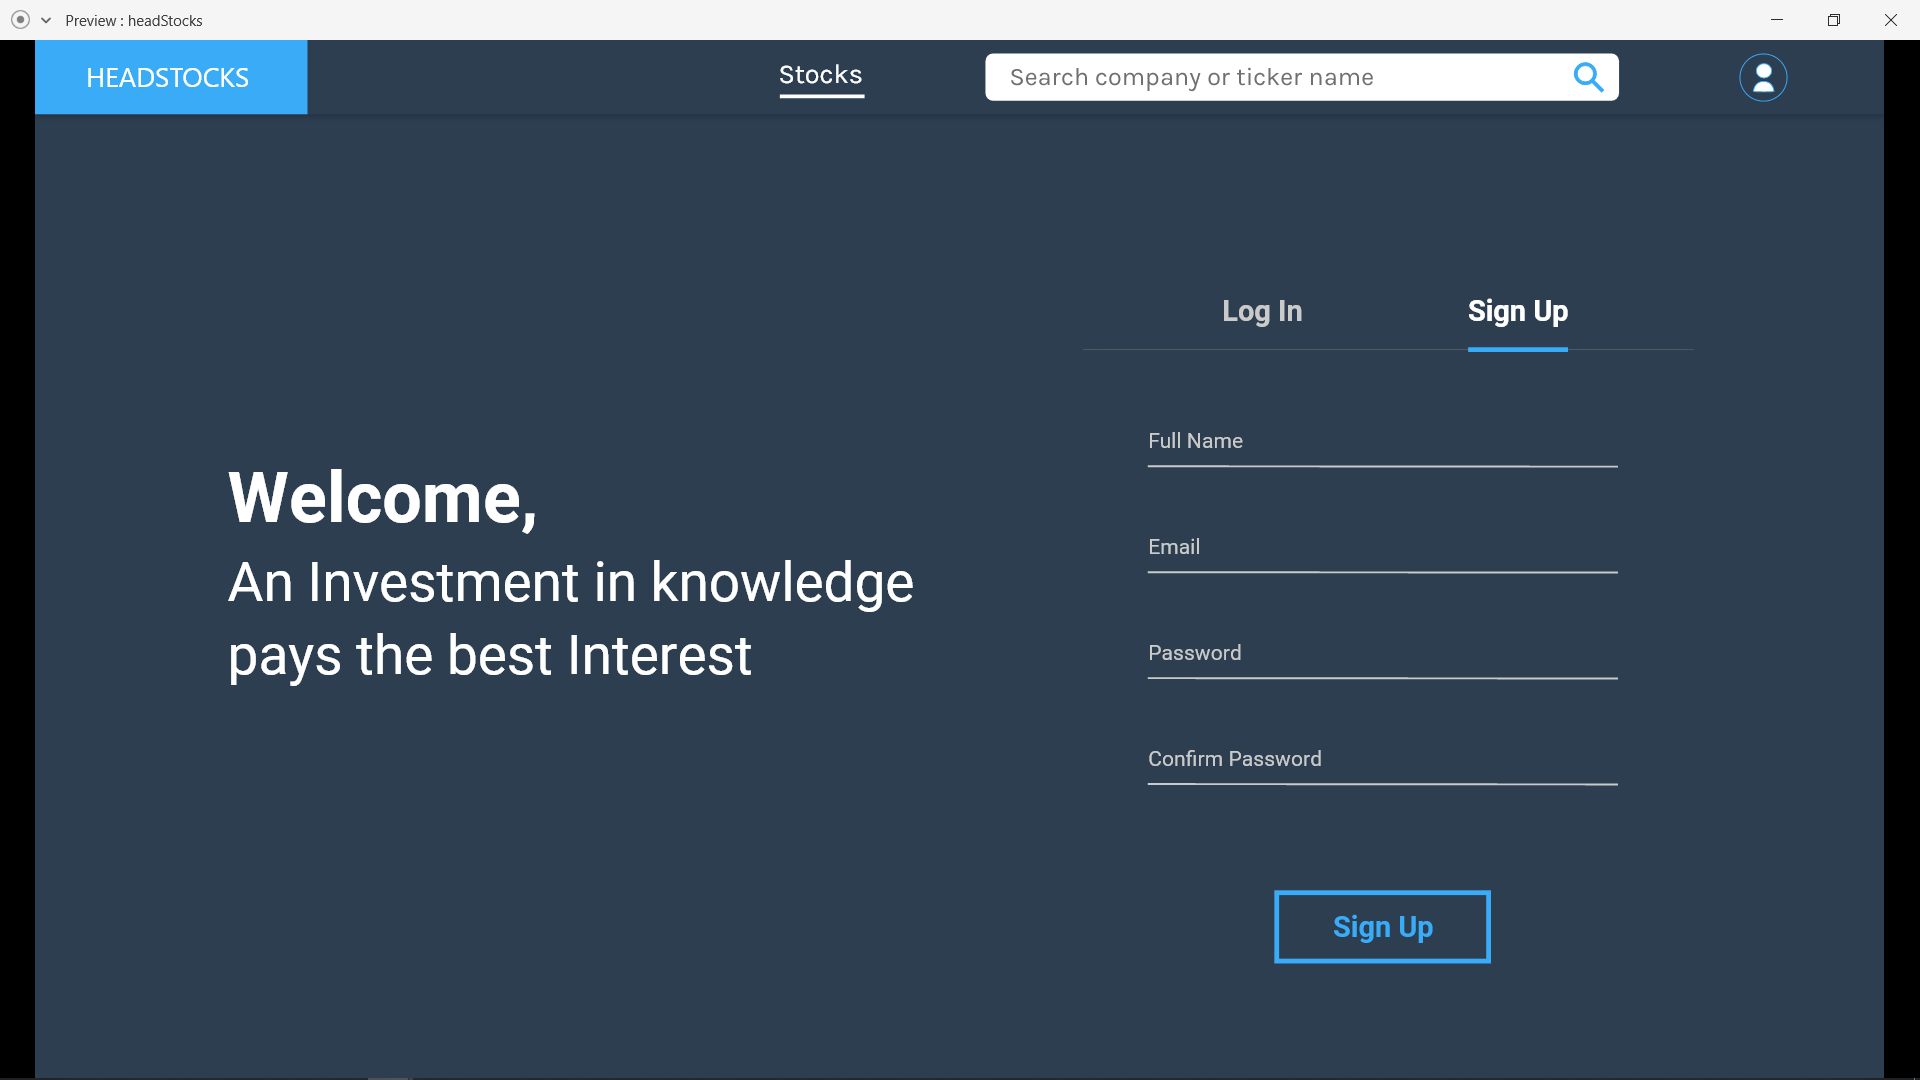 Preview : headStocks
HEADSTOCKS
Stocks
Search company or ticker name
Log In
Sign Up
Full Name
Email
Password
Confirm Password
Sign Up
Welcome,
An Investment in knowledge
pays the best Interest